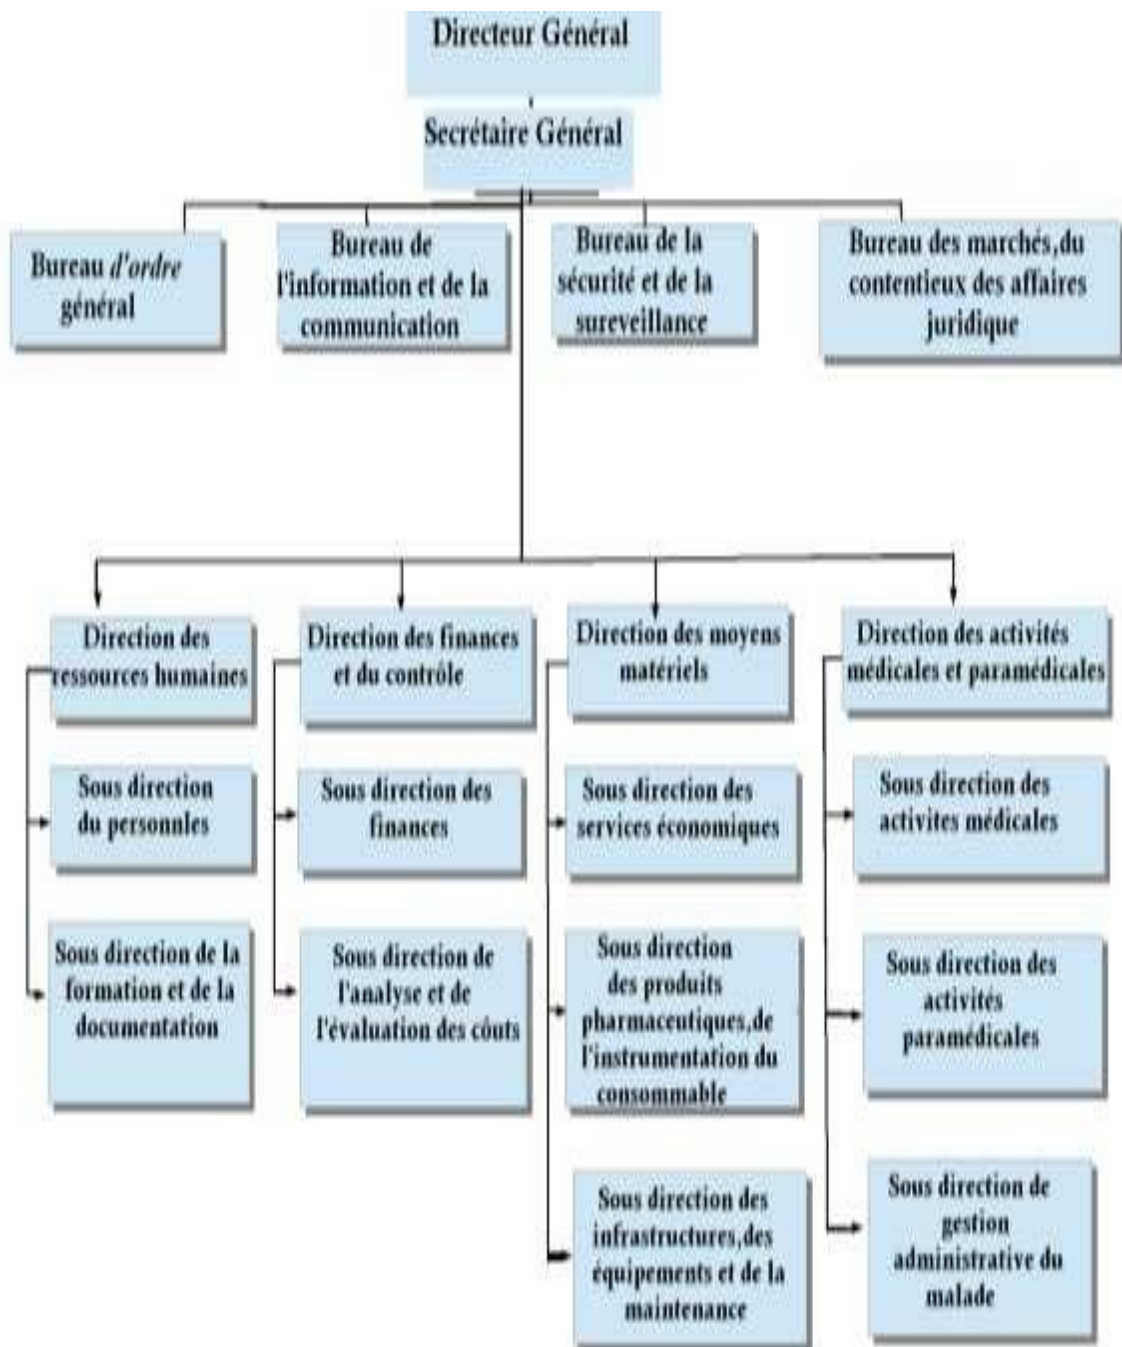 Directeur Général
Secrétaire Général
Bureau d'ordre
général
Bureau de
l'information et de la
communication
Bureau de la
sécurité et de la
sureveillance
Bureau des marchés,du
contentieux des affaires
juridique
Direction des
ressources humaines
Direction des finances
et du contrôle
Direction des moyens
matériels
Direction des activités
médicales et paramédicales
Sous direction
du personnles
Sous direction des
finances
Sous direction des
services économiques
Sous direction des
activites médicales
Sous direction de la
formation et de la
documentation
Sous direction de
l'analyse et de
l'évaluation des côuts
Sous direction
des produits
pharmaceutiques,de
l'instrumentation du
consommable
Sous direction des
activités
paramédicales
Sous direction des
infrastructures,des
équipements et de la
maintenance
Sous direction de
gestion
administrative du
malade